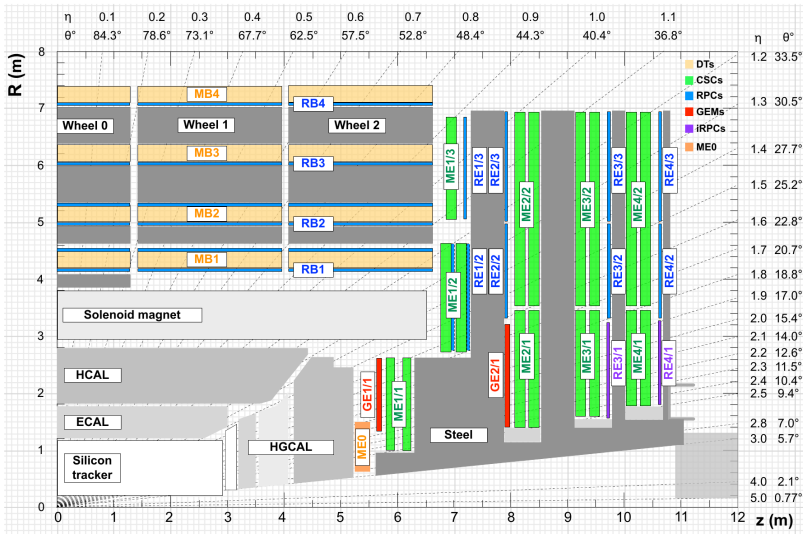 η 0.1 0.2 0.3 0.4 0.5 0.6 0.7 0.8 0.9 1.0 1.1 η θ°
θ° 84.3° 78.6° 73.1° 67.7° 62.5° 57.5° 52.8° 48.4° 44.3° 40.4° 36.8°
R (m)
8
7
6
5
4
3
2
1
0
1.2 33.5°
1.3 30.5°
1.4 27.7°
1.5 25.2°
1.6 22.8°
1.7 20.7°
1.8 18.8°
1.9 17.0°
2.0 15.4°
2.1 14.0°
2.2 12.6°
2.3 11.5°
2.4 10.4°
2.5 9.4°
2.8 7.0°
3.0 5.7°
4.0 2.1°
5.0 0.77°
DTs
CSCs
RPCs
GEMs
iRPCs
ME0
MB4
RB4
Wheel 0 Wheel 1 Wheel 2
MB3
RB3
MB2
RB2
MB1
RB1
Solenoid magnet
HCAL
ECAL
Silicon
tracker
HGCAL
Steel
ME0
GE1/1
ME1/1
ME1/2
ME1/3
RE1/3
RE2/3
RE1/2
RE2/2
GE2/1
ME2/2
ME2/1
ME3/2
ME3/1
RE3/3
RE3/2
RE3/1
ME4/2
ME4/1
RE4/3
RE4/2
RE4/1
0 1 2 3 4 5 6 7 8 9 10 11 12
z (m)